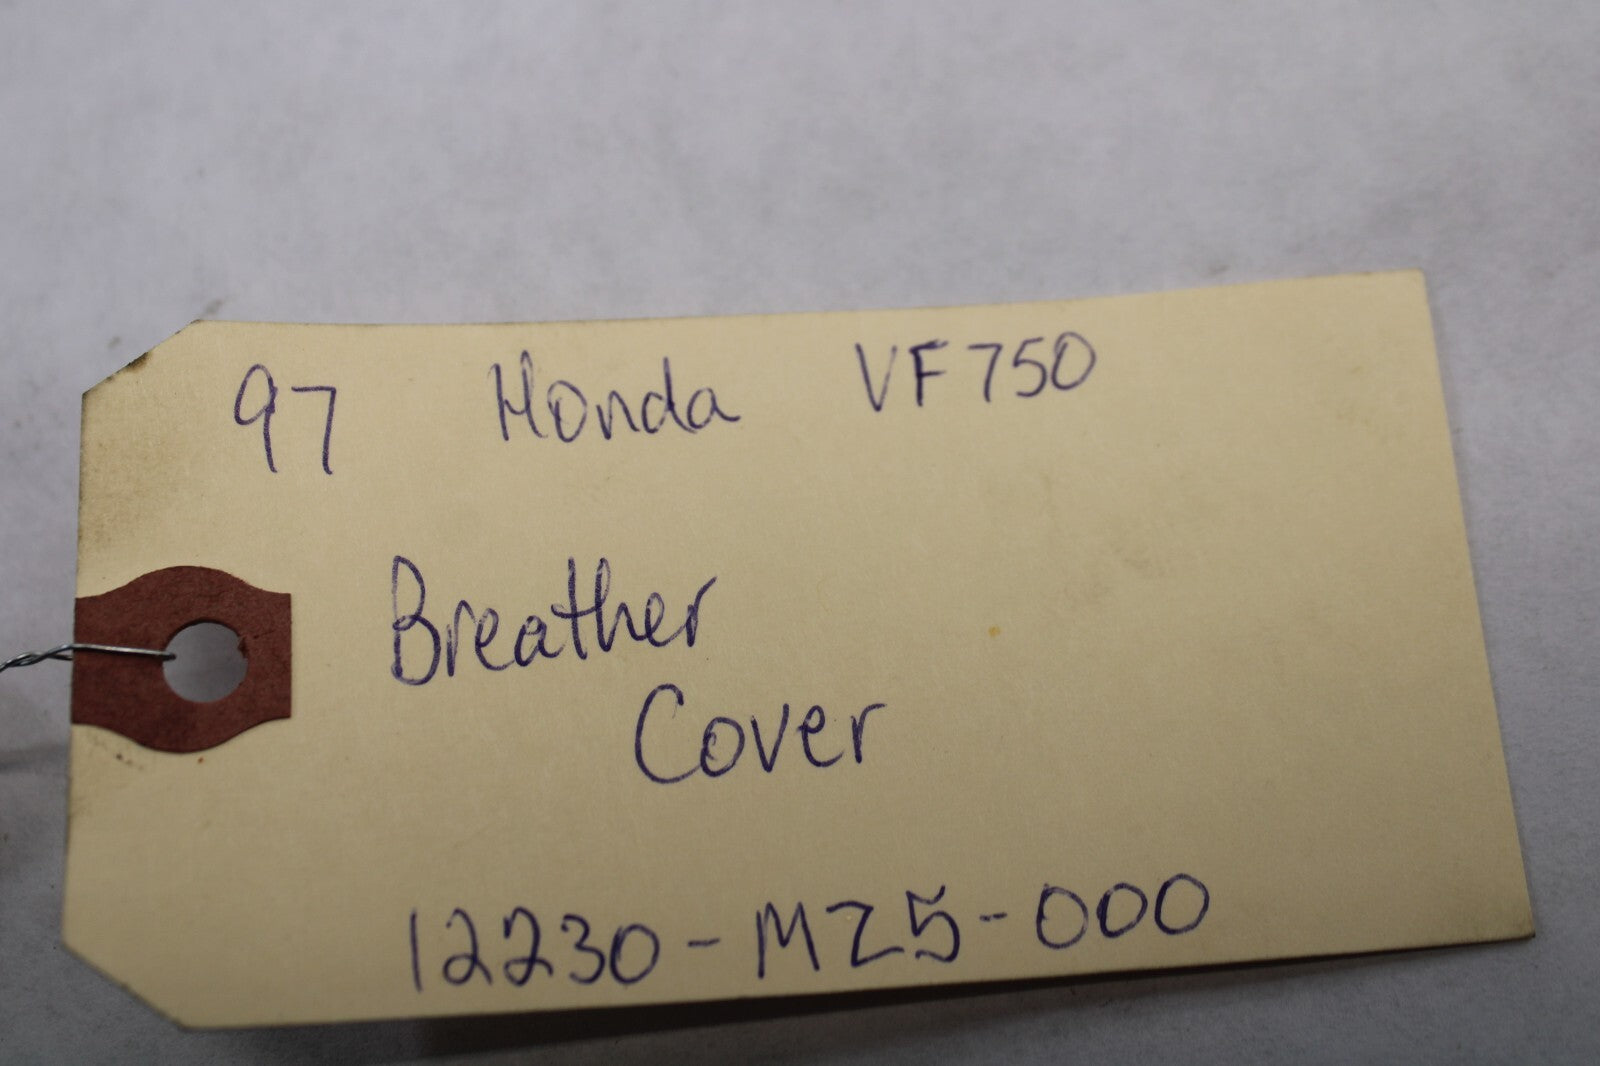 97 Honda VF750
Breather
Cover
12230-MZ5-000